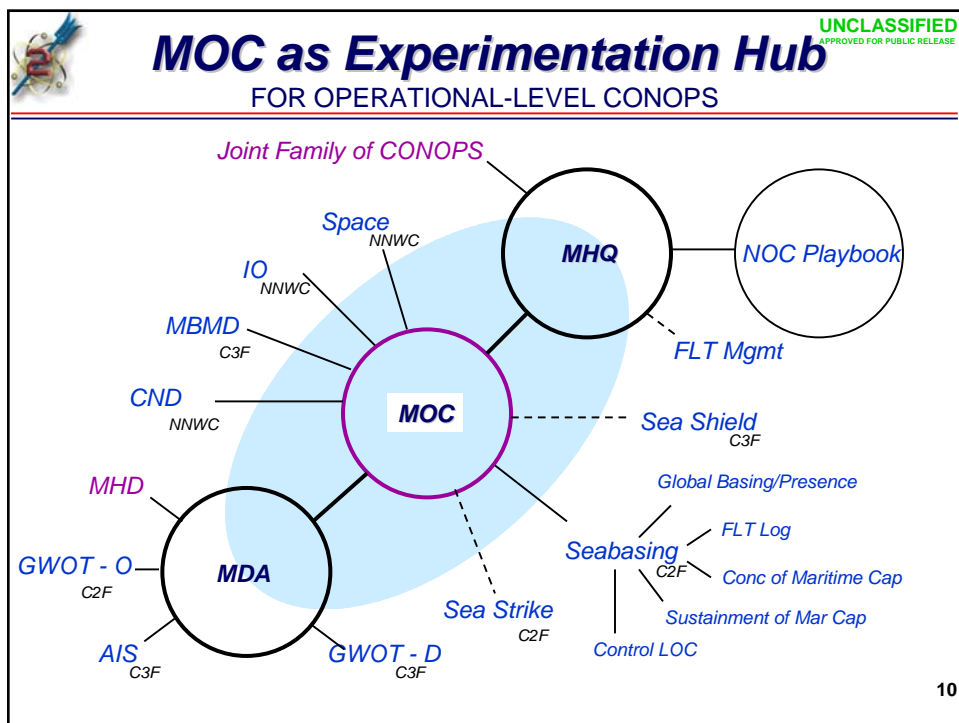 UNCLASSIFIED
APPROVED FOR PUBLIC RELEASE
2
MOC as Experimentation Hub
FOR OPERATIONAL-LEVEL CONOPS
Joint Family of CONOPS
Space
NNWC
MHQ
NOC Playbook
IO
NNWC
MBMD
C3F
FLT Mgmt
CND
NNWC
MOC
Sea Shield
C3F
MHD
Global Basing/Presence
FLT Log
Seabasing
C2F
GWOT - O
C2F
MDA
Conc of Maritime Cap
Sea Strike
C2F
Sustainment of Mar Cap
AIS
C3F
GWOT - D
C3F
Control LOC
10